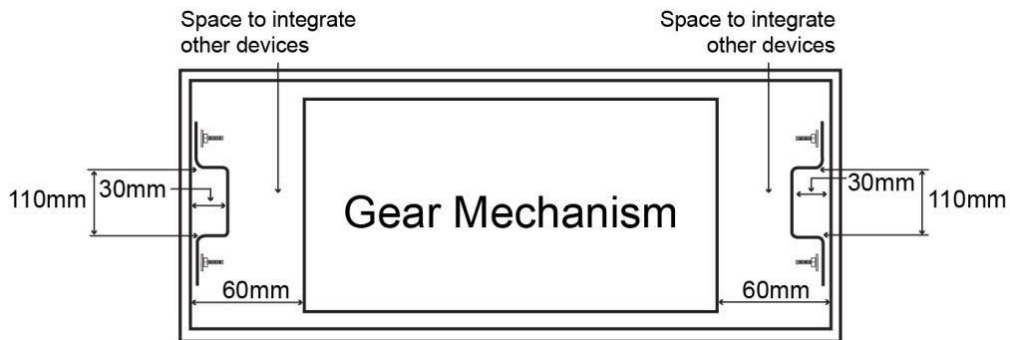 Space to integrate
other devices
Space to integrate
other devices
110mm
30mm
Gear Mechanism
30mm
110mm
60mm
60mm